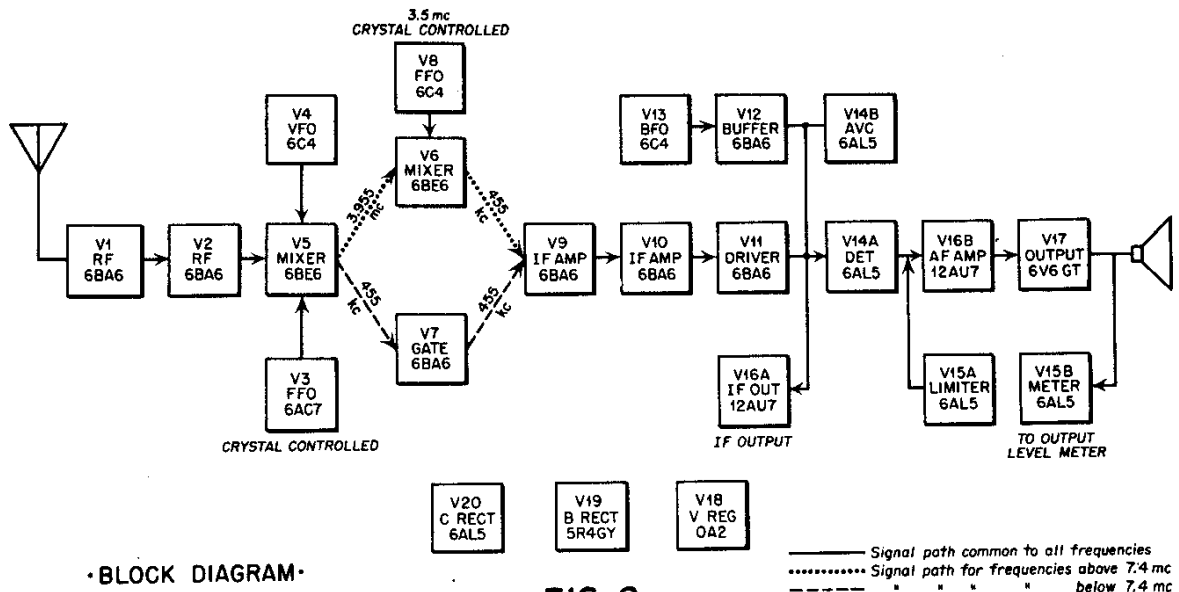 3.5 mc
CRYSTAL CONTROLLED
V8
FFO
6C4
V4
VFO
6C4
V6
MIXER
6BE6
V13
BFO
6C4
V12
BUFFER
6BA6
V14B
AVC
6AL5
3.955
mc
455
kc
V1
RF
6BA6
V2
RF
6BA6
V5
MIXER
6BE6
V9
IF AMP
6BA6
V10
IF AMP
6BA6
V11
DRIVER
6BA6
V14A
DET
6AL5
V16B
AF AMP
12AU7
V17
OUTPUT
6V6 GT
455
kc
455
kc
V7
GATE
6BA6
V3
FFO
6AC7
CRYSTAL CONTROLLED
V16A
IF OUT
12AU7
IF OUTPUT
V15A
LIMITER
6AL5
V15B
METER
6AL5
TO OUTPUT
LEVEL METER
V20
C RECT
6AL5
V19
B RECT
5R4GY
V18
V REG
OA2
Signal path common to all frequencies
Signal path for frequencies above 7.4 mc
" " " " below 7.4 mc
·BLOCK DIAGRAM·